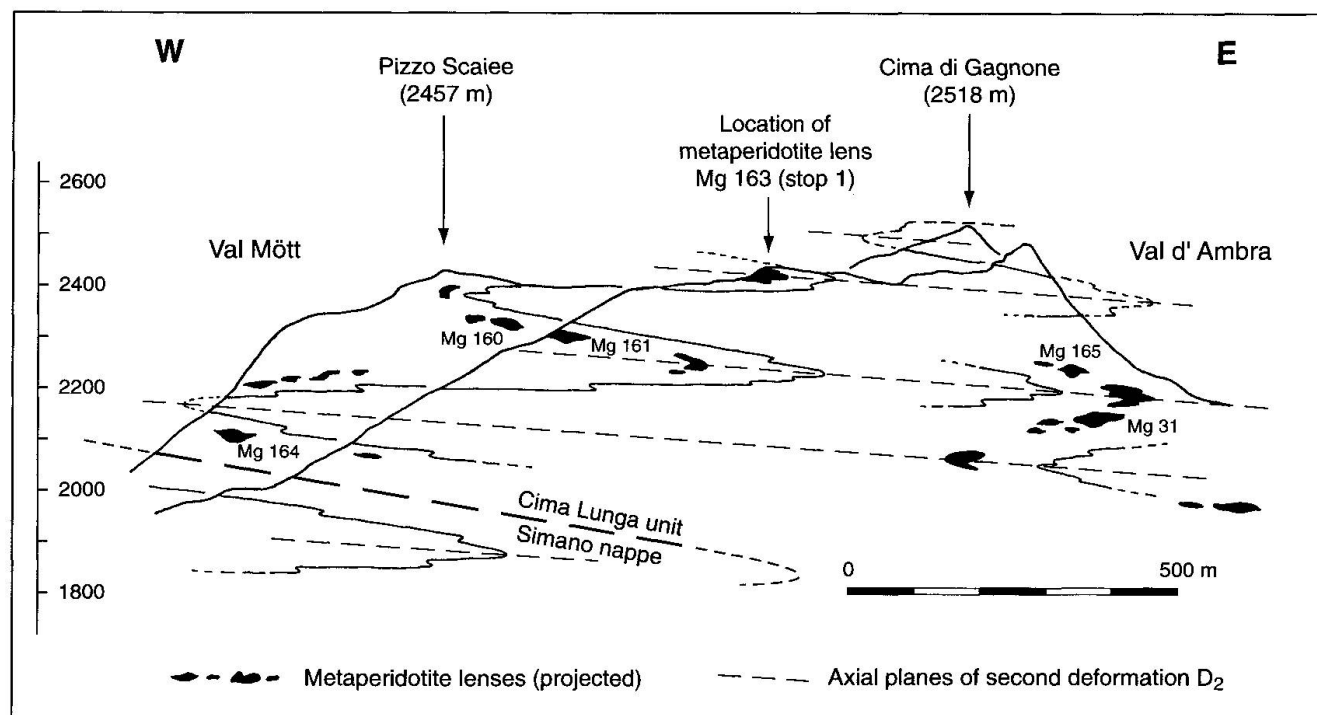 W
E
Pizzo Scaiee
(2457 m)
Cima di Gagnone
(2518 m)
Location of
metaperidotite lens
Mg 163 (stop 1)
2600
Val Mött
Val d' Ambra
2400
Mg 160
Mg 161
Mg 165
2200
Mg 164
Mg 31
2000
Cima Lunga unit
Simano nappe
1800
0
500 m
Metaperidotite lenses (projected)
Axial planes of second deformation D₂